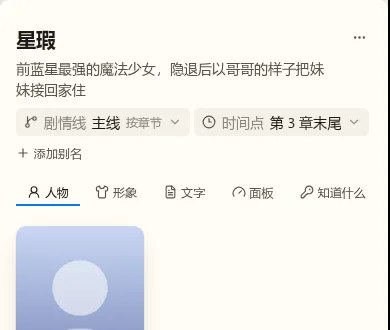 星瑕
前蓝星最强的魔法少女，隐退后以哥哥的样子把妹
妹接回家住
剧情线 主线 按章节 时间点 第 3 章末尾
添加别名
人物 形象 文字 面板 知道什么